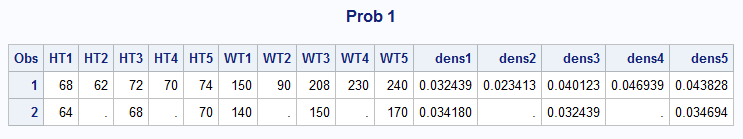 Prob 1
Obs HT1 HT2 HT3 HT4 HT5 WT1 WT2 WT3 WT4 WT5 dens1 dens2 dens3 dens4 dens5
1 68 62 72 70 74 150 90 208 230 240 0.032439 0.023413 0.040123 0.046939 0.043828
2 64 . 68 . 70 140 . 150 . 170 0.034180 . 0.032439 . 0.034694